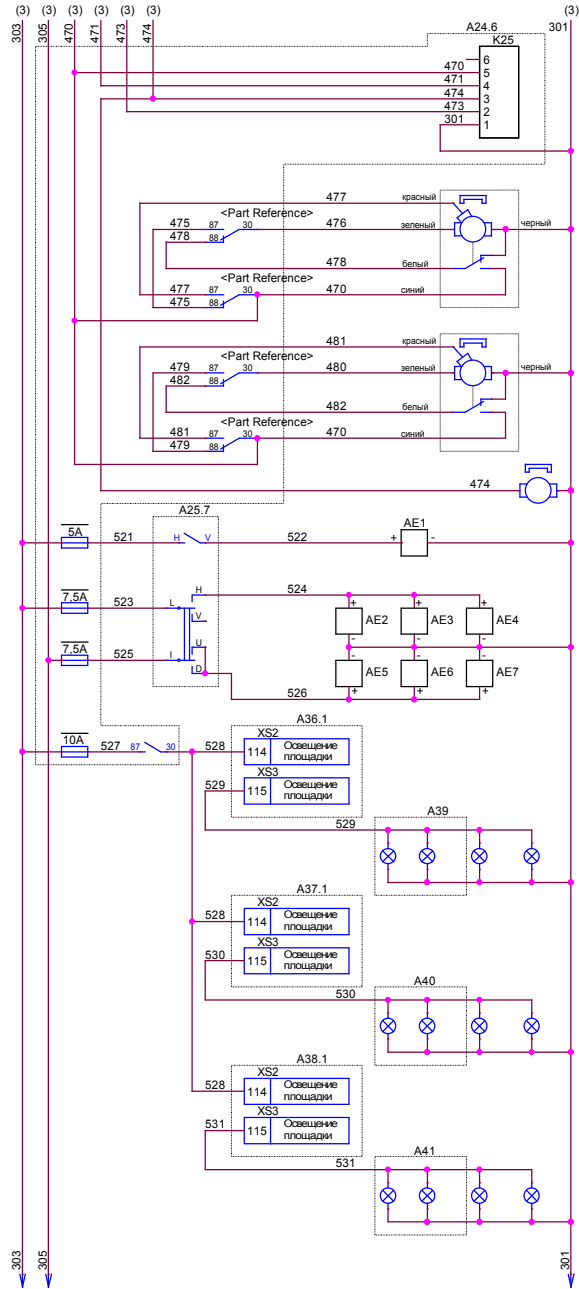 (3) (3) (3) (3) (3) (3) (3)
303 305 470 471 473 474 301
A24.6
K25
6
470 5
471 4
474 3
473 2
301 1
477 красный
<Part Reference>
475 87 30 476 зеленый черный
478 88
478 белый
<Part Reference>
477 87 30 470 синий
475 88
481 красный
<Part Reference>
479 87 30 480 зеленый черный
482 88
482 белый
<Part Reference>
481 87 30 470 синий
479 88
474
A25.7
5A 521 H V 522 + AE1 -
7,5A 523 L H 524
V
+ + +
AE2 AE3 AE4
- - -
7,5A 525 I U
D
- - -
AE5 AE6 AE7
+ + +
526
A36.1
10A 527 87 30 528
XS2
114 Освещение площадки
XS3
529 115 Освещение площадки
529 A39
A37.1
XS2
528 114 Освещение площадки
XS3
530 115 Освещение площадки
530 A40
A38.1
XS2
528 114 Освещение площадки
XS3
531 115 Освещение площадки
531 A41
303 305 301